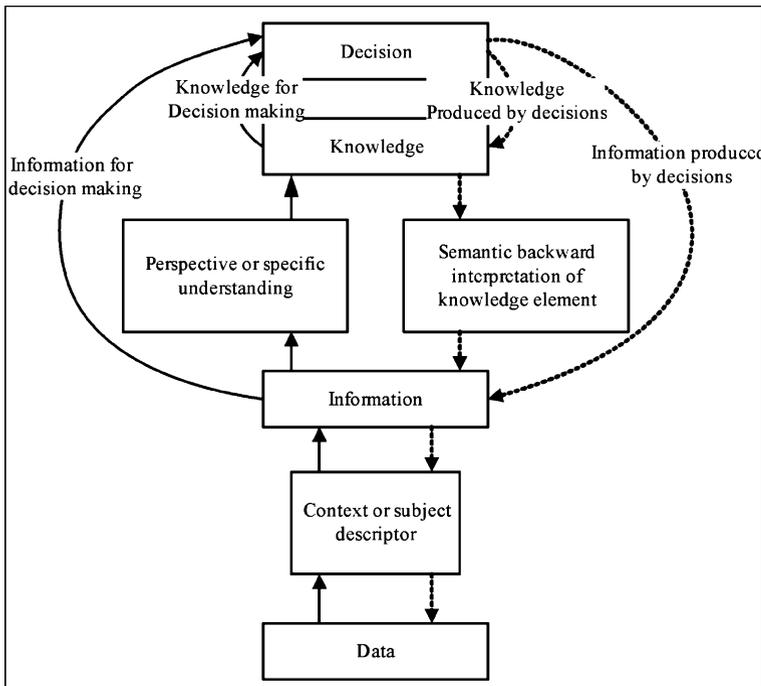 Decision
Knowledge for
Decision making
Knowledge
Produced by decisions
Knowledge
Information for
decision making
Information produced
by decisions
Perspective or specific
understanding
Semantic backward
interpretation of
knowledge element
Information
Context or subject
descriptor
Data